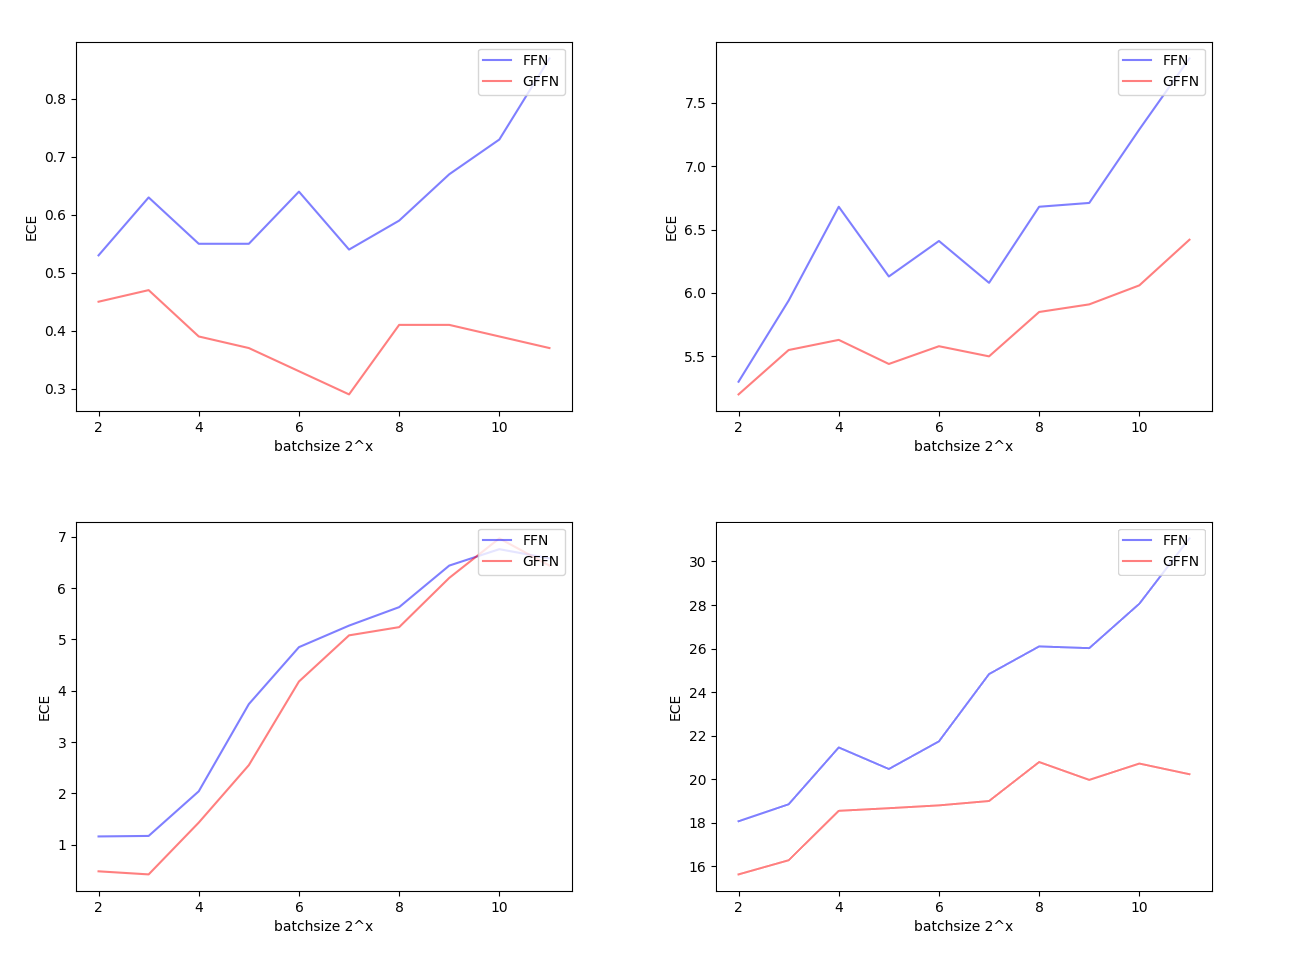 FFN
GFFN
0.8
0.7
0.6
0.5
0.4
0.3
ECE
2 4 6 8 10
batchsize 2^x
FFN
GFFN
7.5
7.0
6.5
6.0
5.5
ECE
2 4 6 8 10
batchsize 2^x
FFN
GFFN
7
6
5
4
3
2
1
ECE
2 4 6 8 10
batchsize 2^x
FFN
GFFN
30
28
26
24
22
20
18
16
ECE
2 4 6 8 10
batchsize 2^x